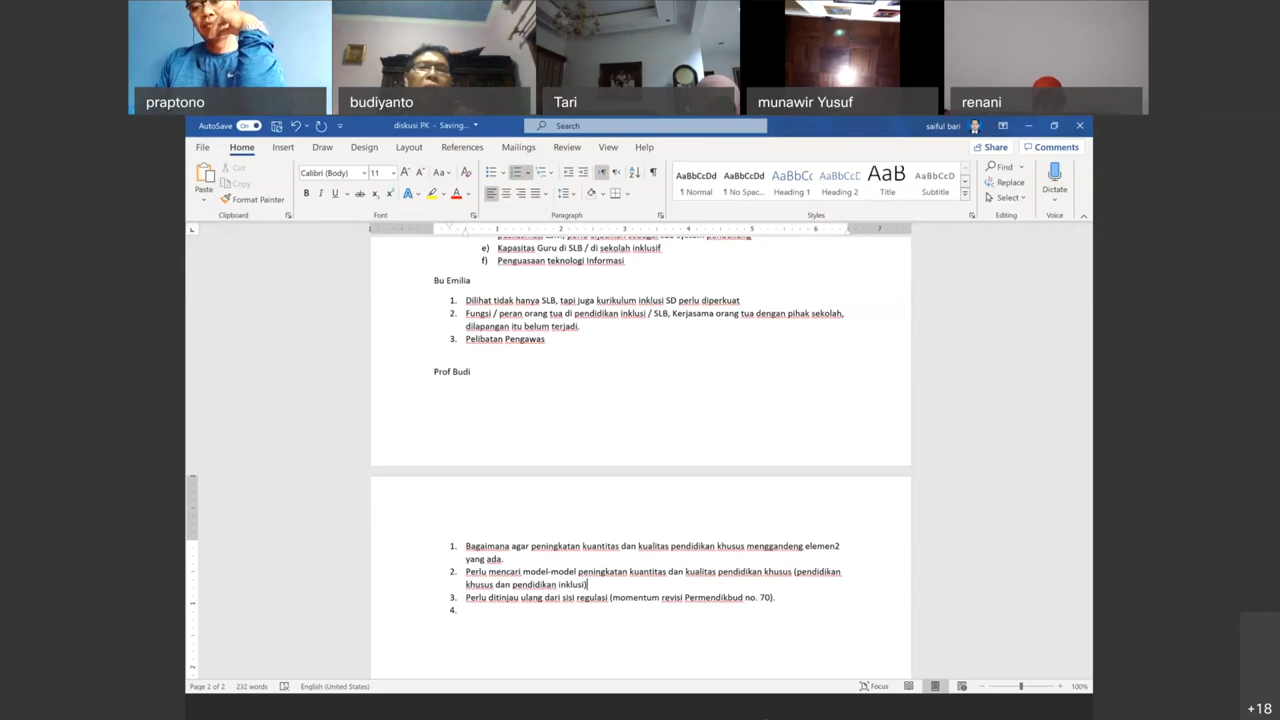 praptono
budiyanto
Tari
munawir Yusuf
renani
AutoSave On
diskusi PK - Saving...
Search
saiful bari
File Home Insert Draw Design Layout References Mailings Review View Help
Share Comments
Paste
Cut
Copy
Format Painter
Clipboard
Calibri (Body) 11
Font
Paragraph
AaBbCcDd AaBbCcDd AaBbCc AaBbCcD AaB AaBbCcD
¶ Normal ¶ No Spac... Heading 1 Heading 2 Title Subtitle
Styles
Find
Replace
Select
Editing
Dictate
Voice
e) Kapasitas Guru di SLB / di sekolah inklusif
f) Penguasaan teknologi Informasi
Bu Emilia
1. Dilihat tidak hanya SLB, tapi juga kurikulum inklusi SD perlu diperkuat
2. Fungsi / peran orang tua di pendidikan inklusi / SLB, Kerjasama orang tua dengan pihak sekolah,
dilapangan itu belum terjadi.
3. Pelibatan Pengawas
Prof Budi
1. Bagaimana agar peningkatan kuantitas dan kualitas pendidikan khusus menggandeng elemen2
yang ada.
2. Perlu mencari model-model peningkatan kuantitas dan kualitas pendidikan khusus (pendidikan
khusus dan pendidikan inklusi)
3. Perlu ditinjau ulang dari sisi regulasi (momentum revisi Permendikbud no. 70).
4.
Page 2 of 2 232 words English (United States)
Focus
100%
+18